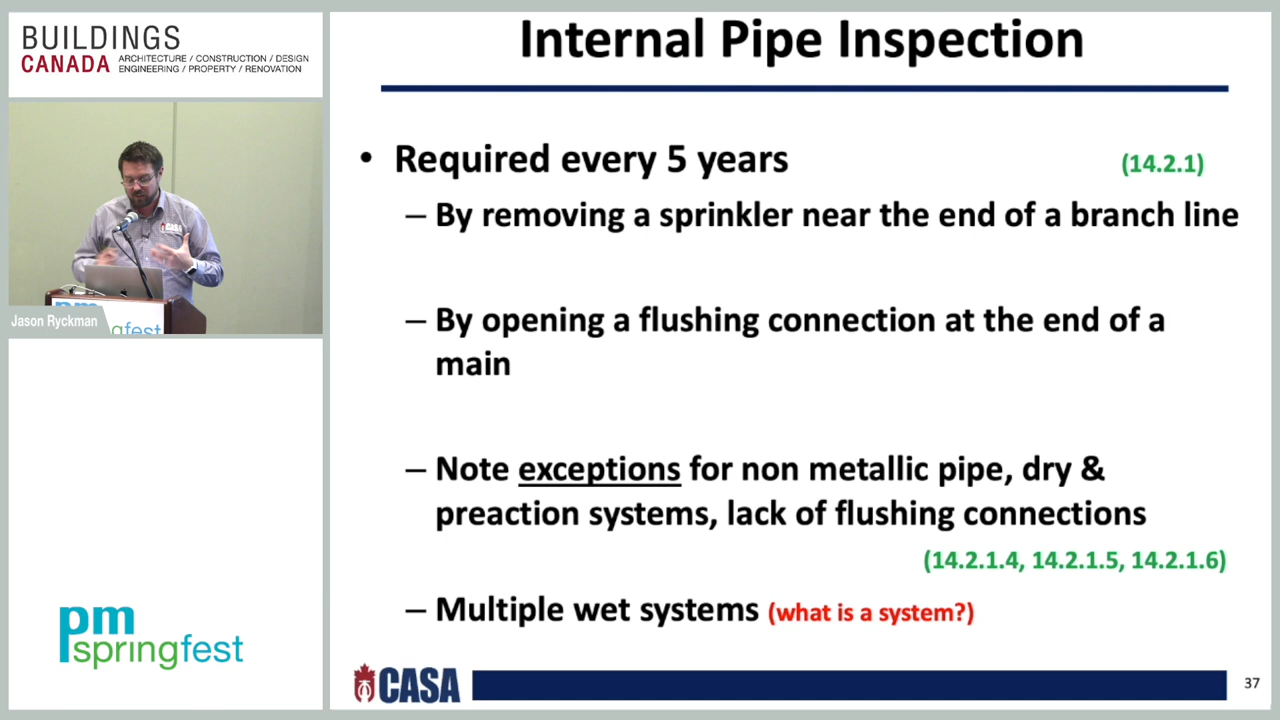 BUILDINGS
CANADA ARCHITECTURE / CONSTRUCTION / DESIGN
ENGINEERING / PROPERTY / RENOVATION
Jason Ryckman
CASA
pm
gfest
pm
springfest
Internal Pipe Inspection
• Required every 5 years (14.2.1)
– By removing a sprinkler near the end of a branch line
– By opening a flushing connection at the end of a
main
– Note exceptions for non metallic pipe, dry &
preaction systems, lack of flushing connections
(14.2.1.4, 14.2.1.5, 14.2.1.6)
– Multiple wet systems (what is a system?)
CASA
37